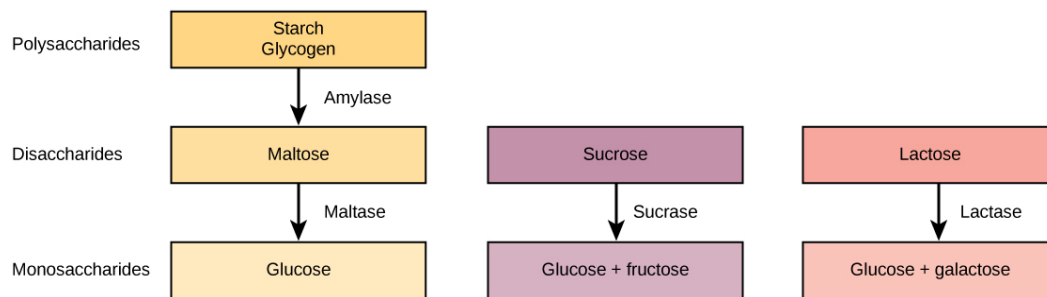 Polysaccharides
Starch
Glycogen
Amylase
Disaccharides
Maltose
Sucrose
Lactose
Maltase
Sucrase
Lactase
Monosaccharides
Glucose
Glucose + fructose
Glucose + galactose